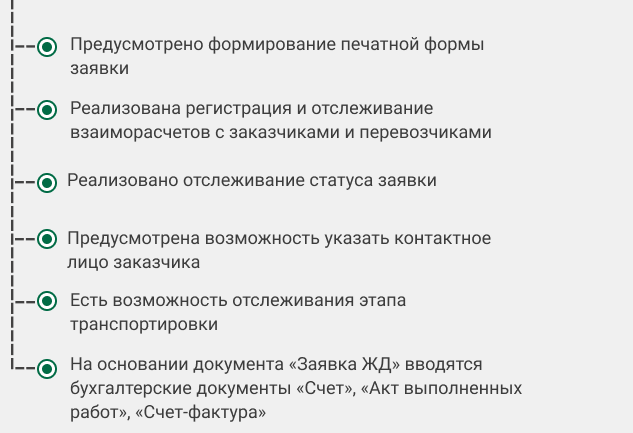 Предусмотрено формирование печатной формы
заявки
Реализована регистрация и отслеживание
взаиморасчетов с заказчиками и перевозчиками
Реализовано отслеживание статуса заявки
Предусмотрена возможность указать контактное
лицо заказчика
Есть возможность отслеживания этапа
транспортировки
На основании документа «Заявка ЖД» вводятся
бухгалтерские документы «Счет», «Акт выполненных
работ», «Счет-фактура»